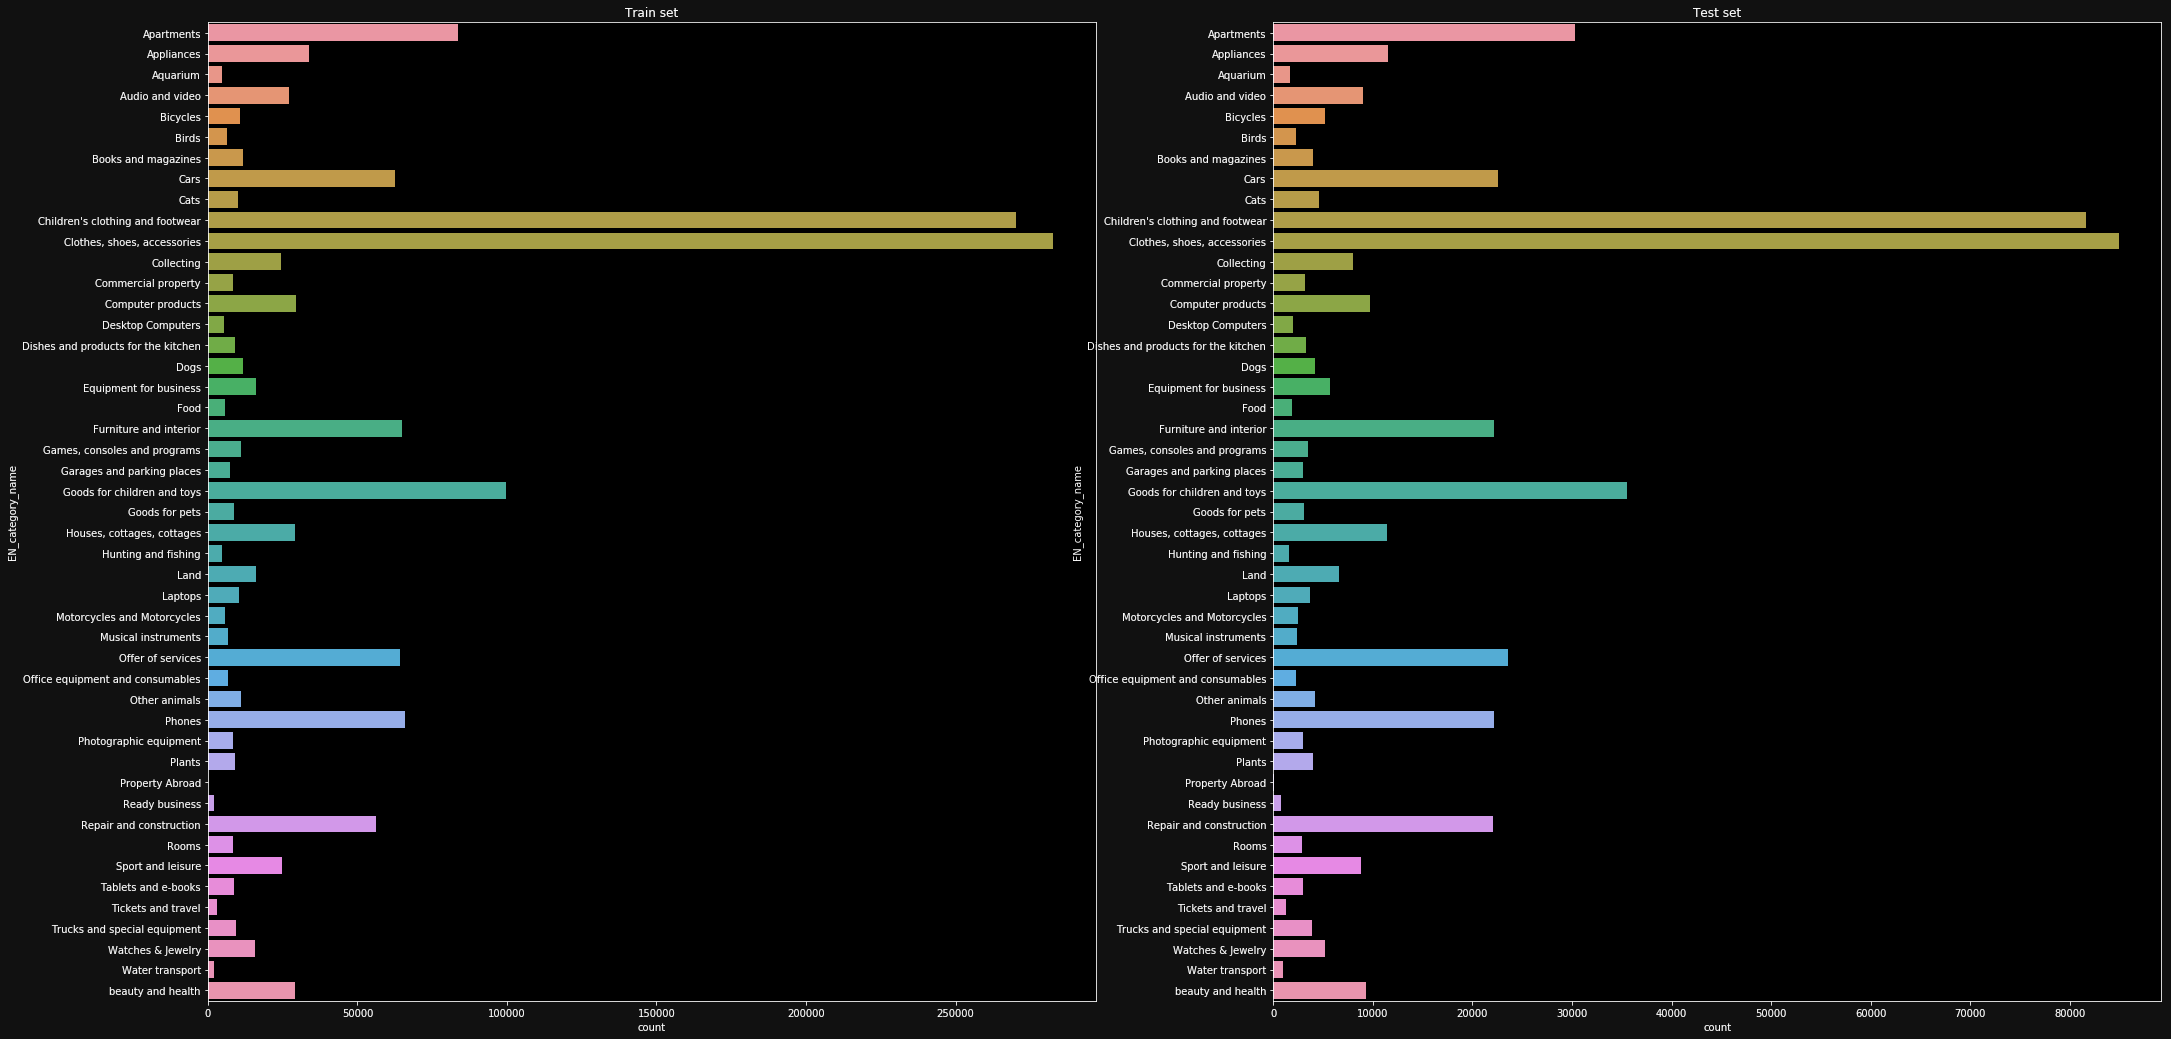 Train set
EN_category_name
Apartments
Appliances
Aquarium
Audio and video
Bicycles
Birds
Books and magazines
Cars
Cats
Children's clothing and footwear
Clothes, shoes, accessories
Collecting
Commercial property
Computer products
Desktop Computers
Dishes and products for the kitchen
Dogs
Equipment for business
Food
Furniture and interior
Games, consoles and programs
Garages and parking places
Goods for children and toys
Goods for pets
Houses, cottages, cottages
Hunting and fishing
Land
Laptops
Motorcycles and Motorcycles
Musical instruments
Offer of services
Office equipment and consumables
Other animals
Phones
Photographic equipment
Plants
Property Abroad
Ready business
Repair and construction
Rooms
Sport and leisure
Tablets and e-books
Tickets and travel
Trucks and special equipment
Watches & Jewelry
Water transport
beauty and health
0 50000 100000 150000 200000 250000
count
Test set
EN_category_name
Apartments
Appliances
Aquarium
Audio and video
Bicycles
Birds
Books and magazines
Cars
Cats
Children's clothing and footwear
Clothes, shoes, accessories
Collecting
Commercial property
Computer products
Desktop Computers
Dishes and products for the kitchen
Dogs
Equipment for business
Food
Furniture and interior
Games, consoles and programs
Garages and parking places
Goods for children and toys
Goods for pets
Houses, cottages, cottages
Hunting and fishing
Land
Laptops
Motorcycles and Motorcycles
Musical instruments
Offer of services
Office equipment and consumables
Other animals
Phones
Photographic equipment
Plants
Property Abroad
Ready business
Repair and construction
Rooms
Sport and leisure
Tablets and e-books
Tickets and travel
Trucks and special equipment
Watches & Jewelry
Water transport
beauty and health
0 10000 20000 30000 40000 50000 60000 70000 80000
count